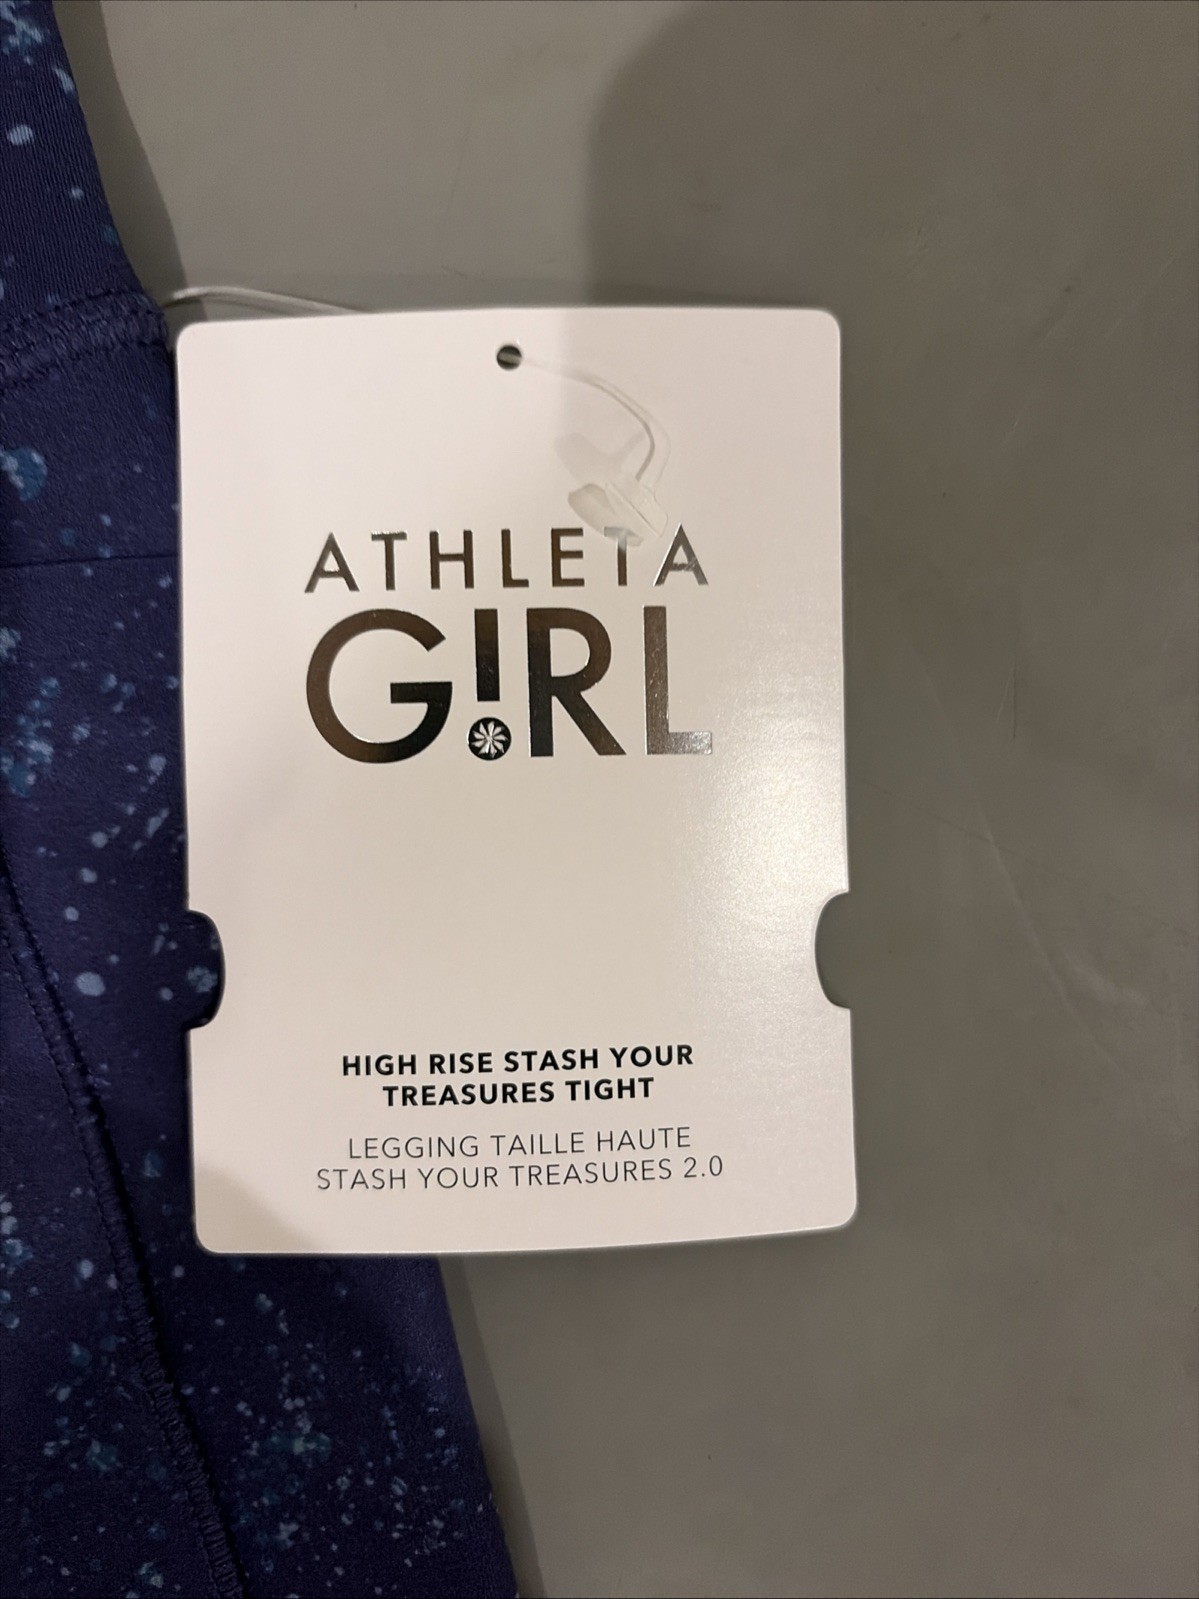 ATHLETA
G!RL
HIGH RISE STASH YOUR
TREASURES TIGHT
LEGGING TAILLE HAUTE
STASH YOUR TREASURES 2.0